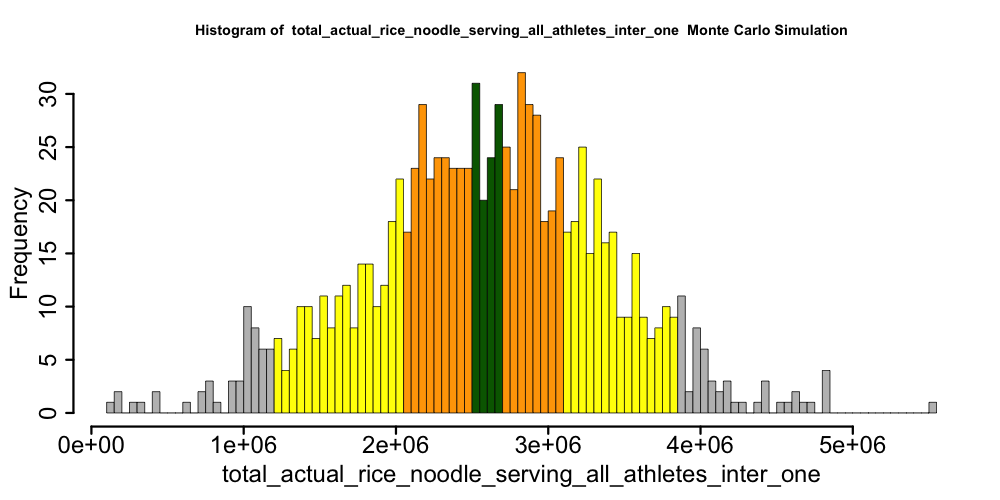 Histogram of  total_actual_rice_noodle_serving_all_athletes_inter_one  Monte Carlo Simulation
Frequency
30
25
20
15
10
5
0
0e+00 1e+06 2e+06 3e+06 4e+06 5e+06
total_actual_rice_noodle_serving_all_athletes_inter_one